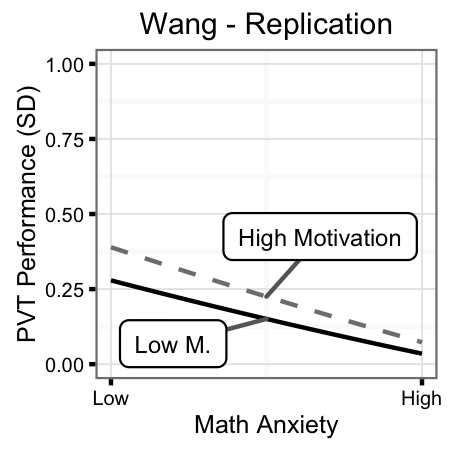 Wang - Replication
PVT Performance (SD)
1.00
0.75
0.50
0.25
0.00
High Motivation
Low M.
Low
High
Math Anxiety